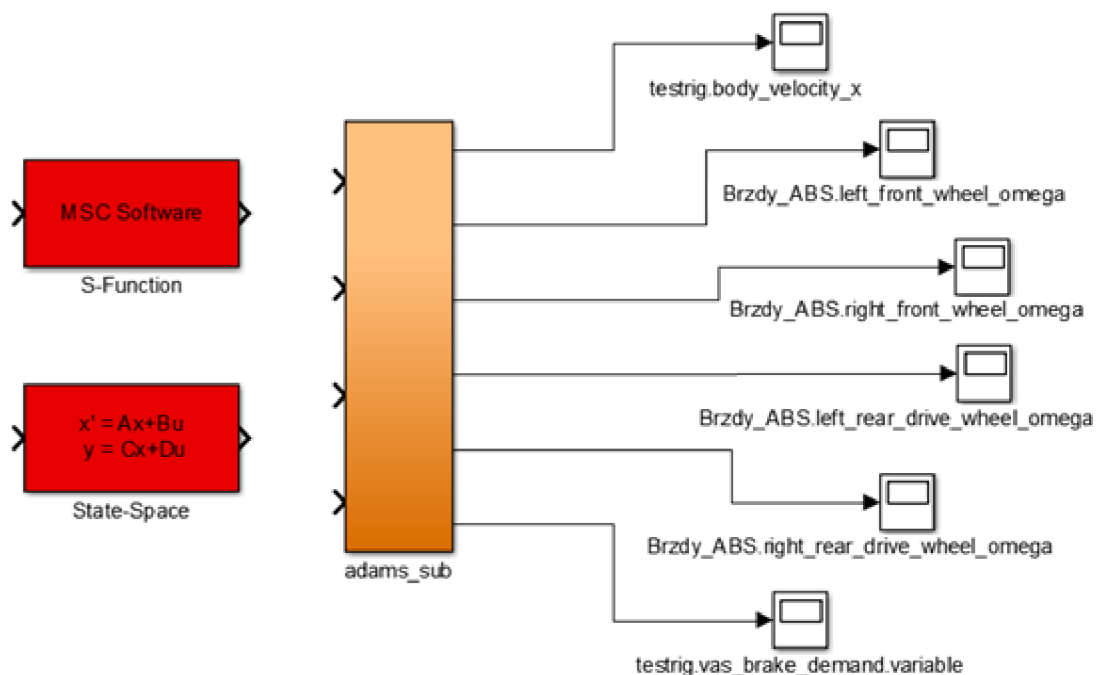 testrig.body_velocity_x
Brzdy_ABS.left_front_wheel_omega
MSC Software
S-Function
Brzdy_ABS.right_front_wheel_omega
x' = Ax+Bu
y = Cx+Du
State-Space
Brzdy_ABS.left_rear_drive_wheel_omega
Brzdy_ABS.right_rear_drive_wheel_omega
adams_sub
testrig.vas_brake_demand.variable